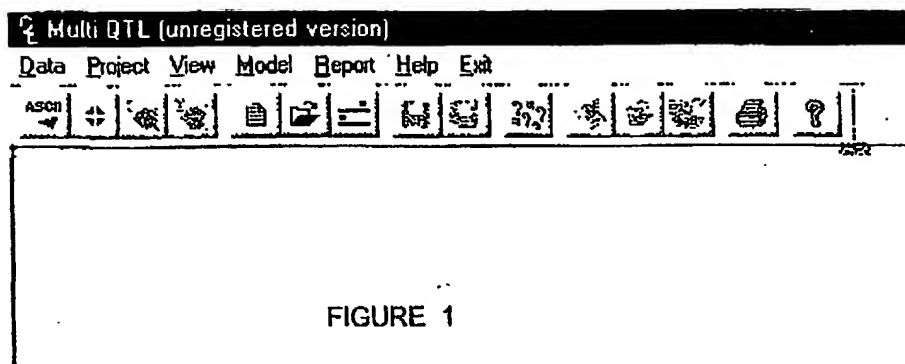 Multi QTL (unregistered version)
Data Project View Model Report Help Exit
ASCII
FIGURE 1